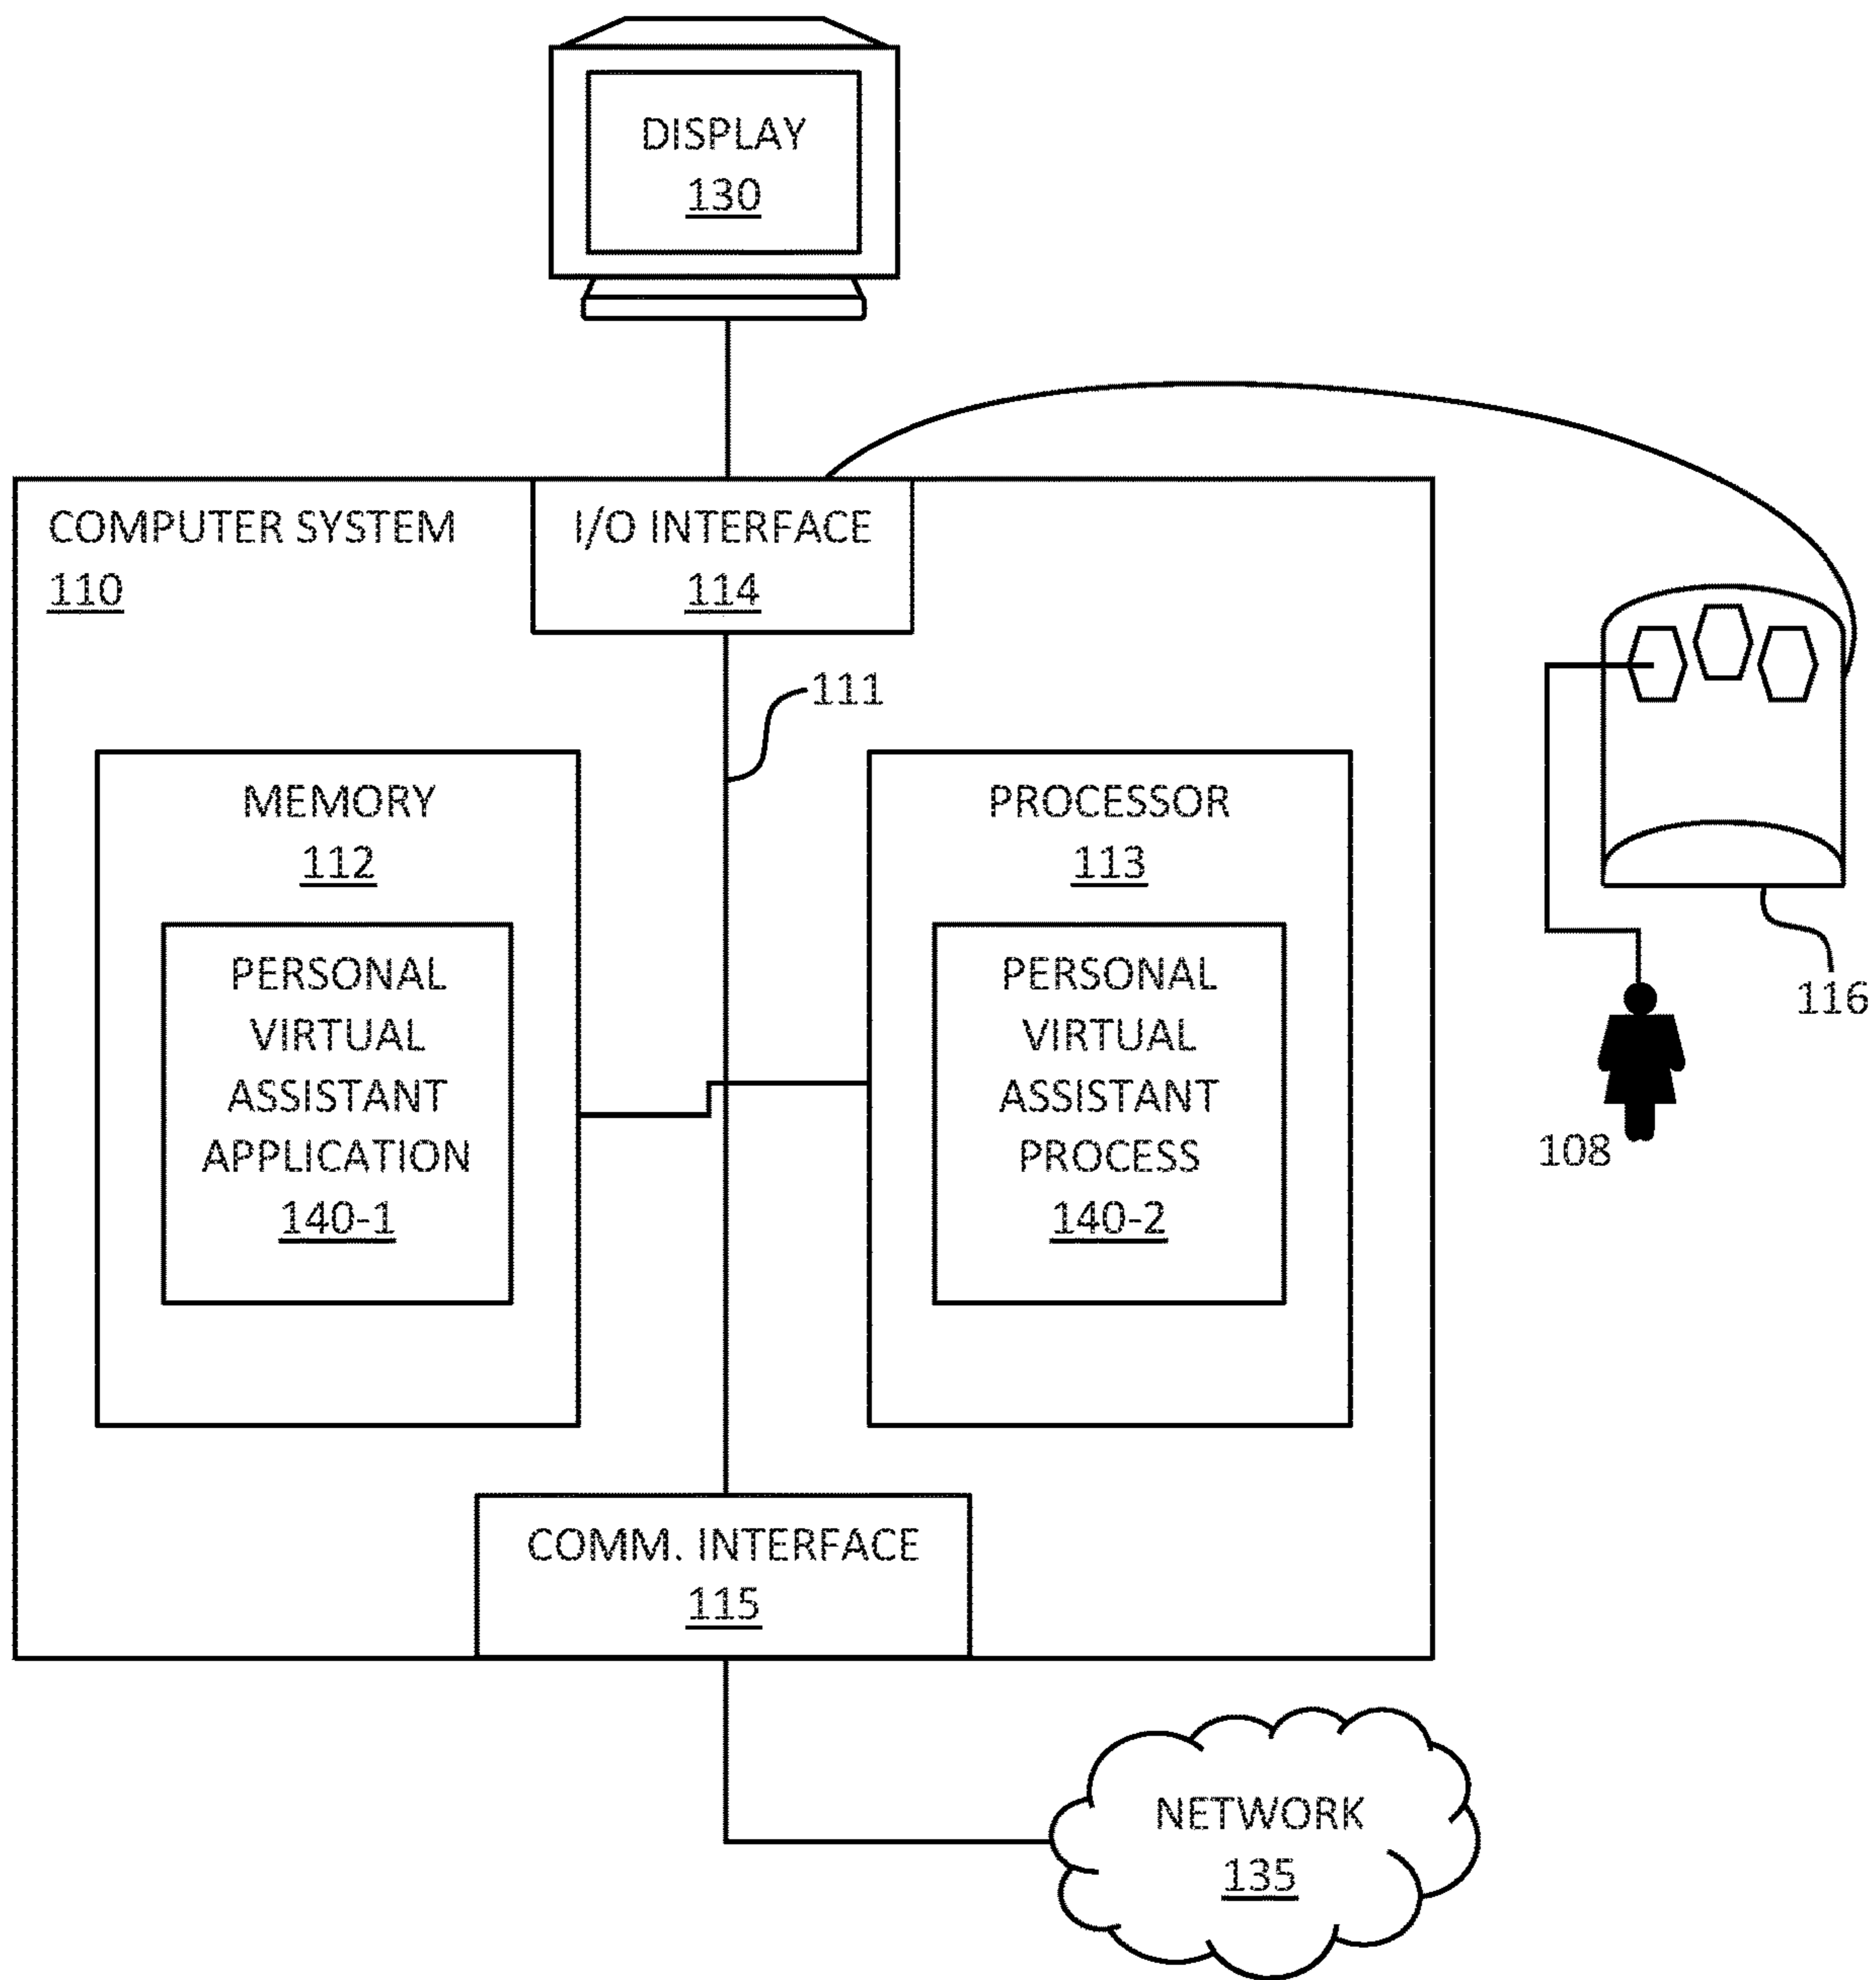 DISPLAY
130
COMPUTER SYSTEM
110
I/O INTERFACE
114
111
MEMORY
112
PROCESSOR
113
PERSONAL
VIRTUAL
ASSISTANT
APPLICATION
140-1
PERSONAL
VIRTUAL
ASSISTANT
PROCESS
140-2
116
108
COMM. INTERFACE
115
NETWORK
135